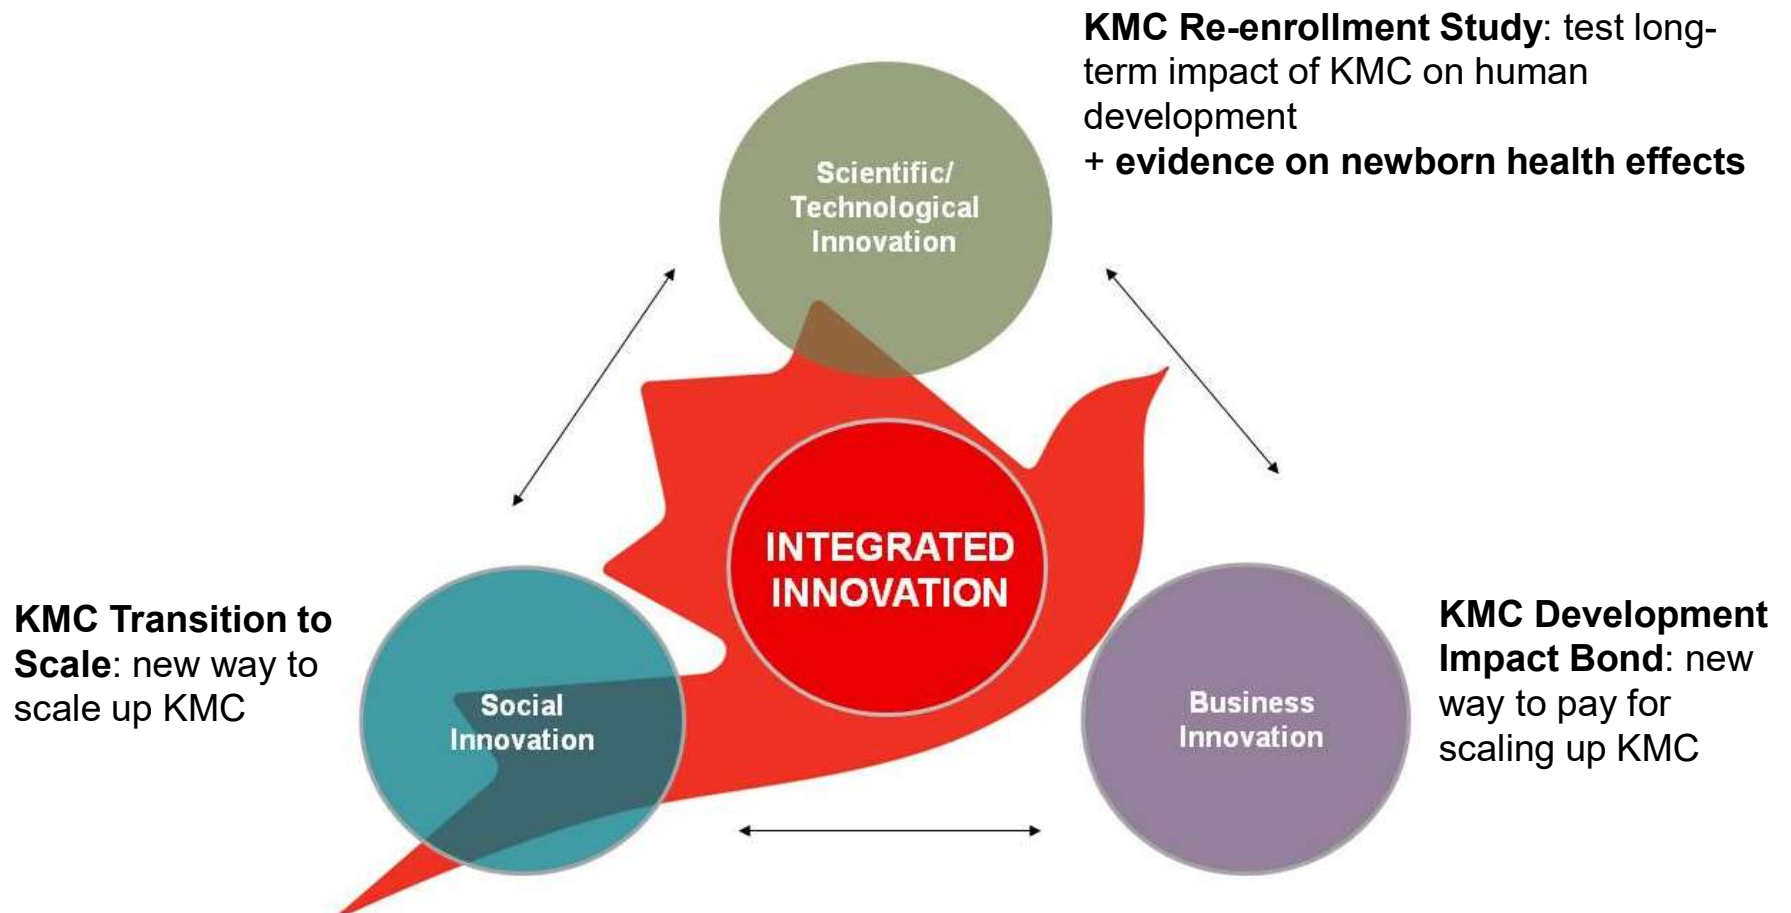 KMC Re-enrollment Study: test long-
term impact of KMC on human
development
+ evidence on newborn health effects
Scientific/
Technological
Innovation
INTEGRATED
INNOVATION
KMC Transition to
Scale: new way to
scale up KMC
Social
Innovation
Business
Innovation
KMC Development
Impact Bond: new
way to pay for
scaling up KMC